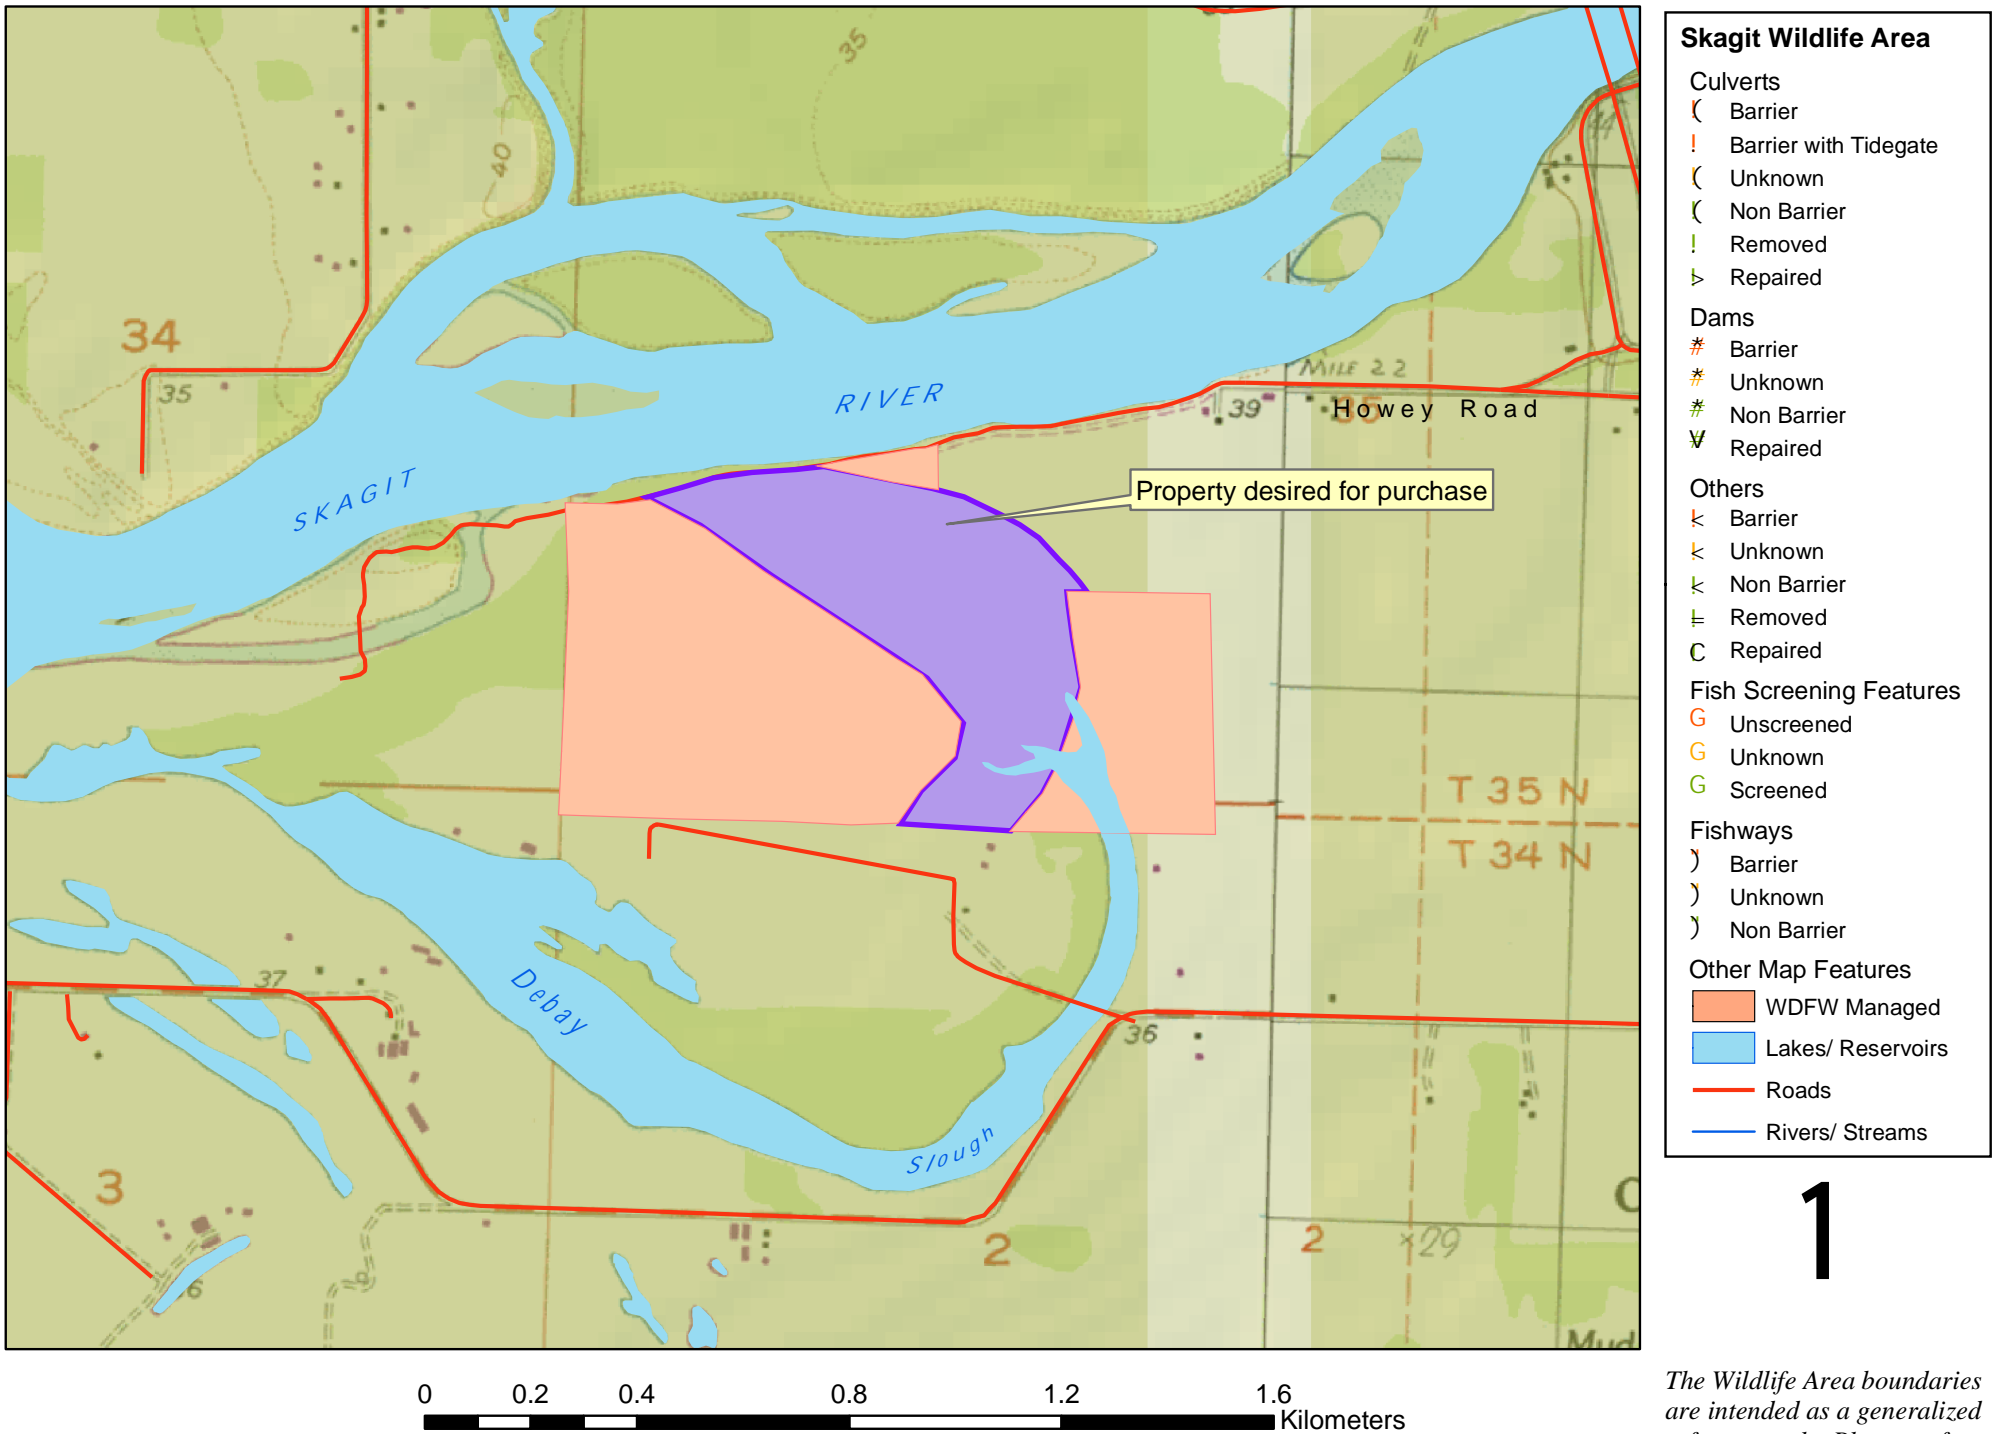 35
40
34
35
SKAGIT
RIVER
MILE 22
39
35
Howey Road
Property desired for purchase
T 35 N
T 34 N
37
Debay
Slough
36
3
2
2
×29
Mud
0 0.2 0.4 0.8 1.2 1.6
Kilometers
Skagit Wildlife Area
Culverts
Barrier
Barrier with Tidegate
Unknown
Non Barrier
Removed
Repaired
Dams
Barrier
Unknown
Non Barrier
Repaired
Others
Barrier
Unknown
Non Barrier
Removed
Repaired
Fish Screening Features
G Unscreened
G Unknown
G Screened
Fishways
Barrier
Unknown
Non Barrier
Other Map Features
WDFW Managed
Lakes/ Reservoirs
Roads
Rivers/ Streams
1
The Wildlife Area boundaries
are intended as a generalized